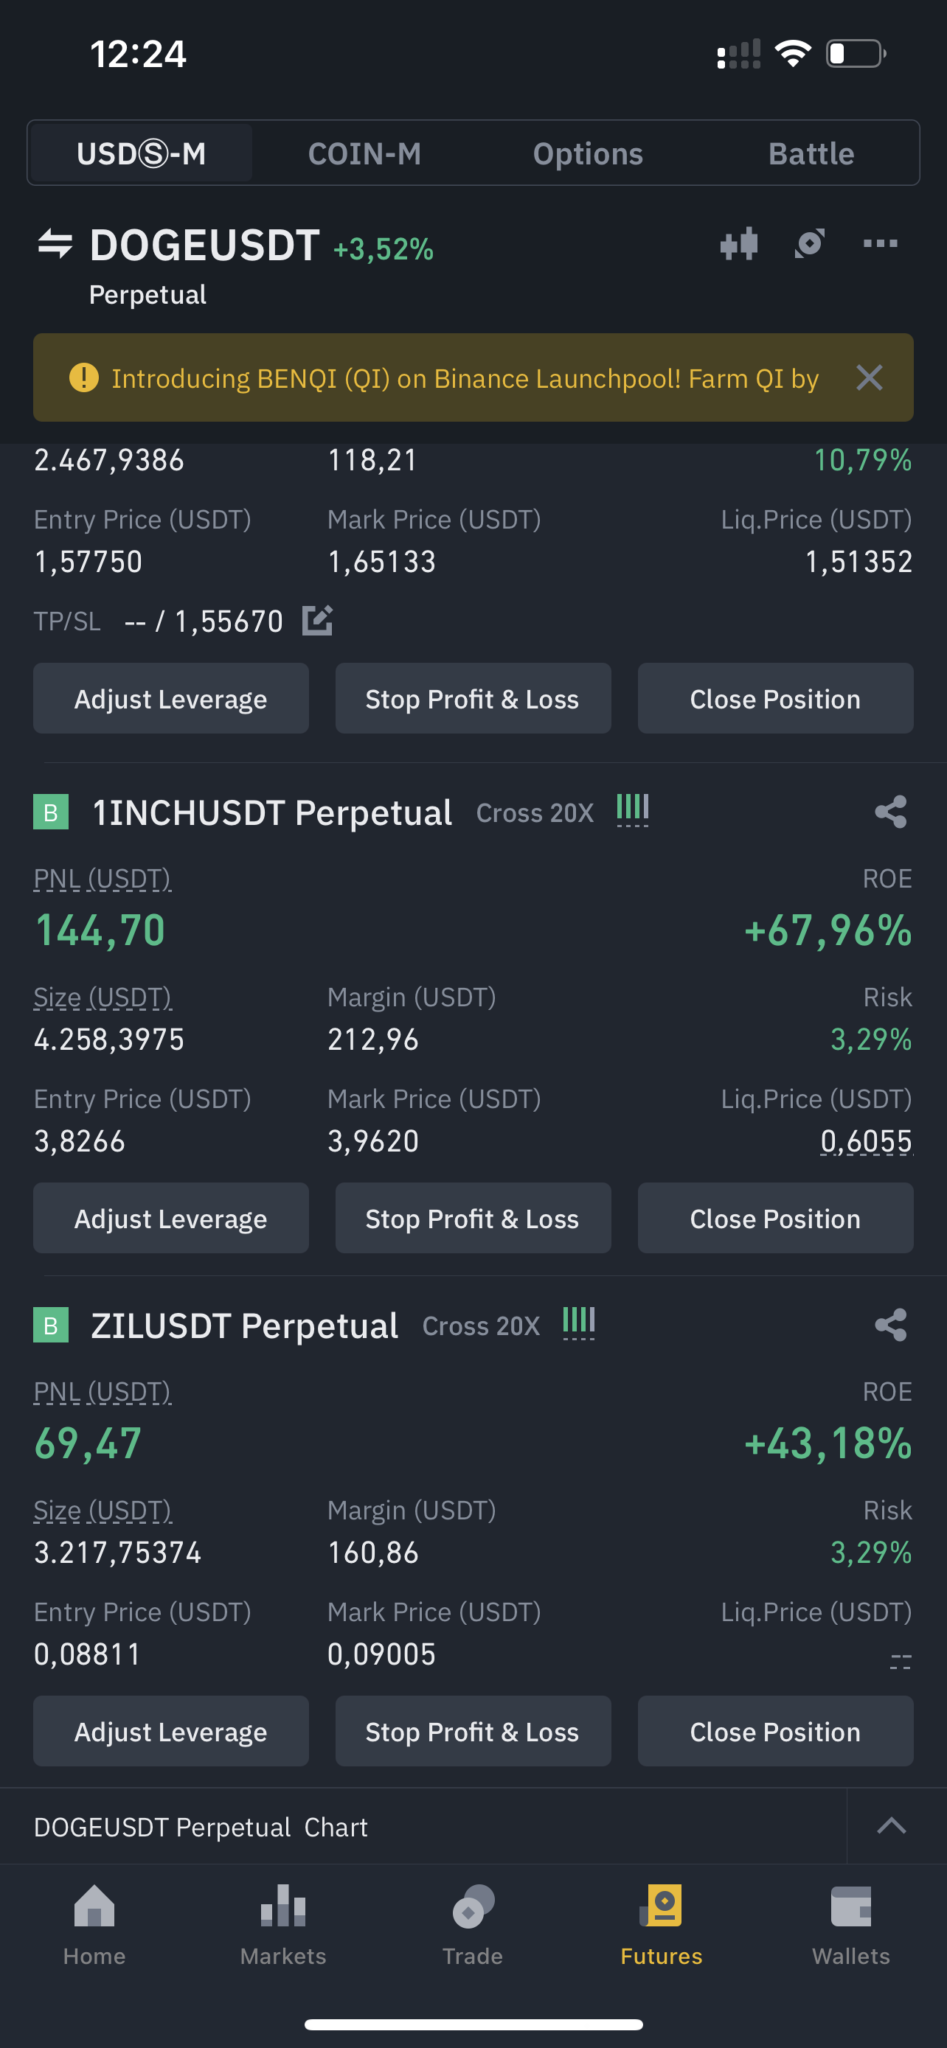 12:24
USDⓈ-M COIN-M Options Battle
DOGEUSDT +3,52%
Perpetual
Introducing BENQI (QI) on Binance Launchpool! Farm QI by
2.467,9386 118,21 10,79%
Entry Price (USDT) Mark Price (USDT) Liq.Price (USDT)
1,57750 1,65133 1,51352
TP/SL -- / 1,55670
Adjust Leverage Stop Profit & Loss Close Position
B 1INCHUSDT Perpetual Cross 20X
PNL (USDT) ROE
144,70 +67,96%
Size (USDT) Margin (USDT) Risk
4.258,3975 212,96 3,29%
Entry Price (USDT) Mark Price (USDT) Liq.Price (USDT)
3,8266 3,9620 0,6055
Adjust Leverage Stop Profit & Loss Close Position
B ZILUSDT Perpetual Cross 20X
PNL (USDT) ROE
69,47 +43,18%
Size (USDT) Margin (USDT) Risk
3.217,75374 160,86 3,29%
Entry Price (USDT) Mark Price (USDT) Liq.Price (USDT)
0,08811 0,09005 --
Adjust Leverage Stop Profit & Loss Close Position
DOGEUSDT Perpetual Chart
Home Markets Trade Futures Wallets